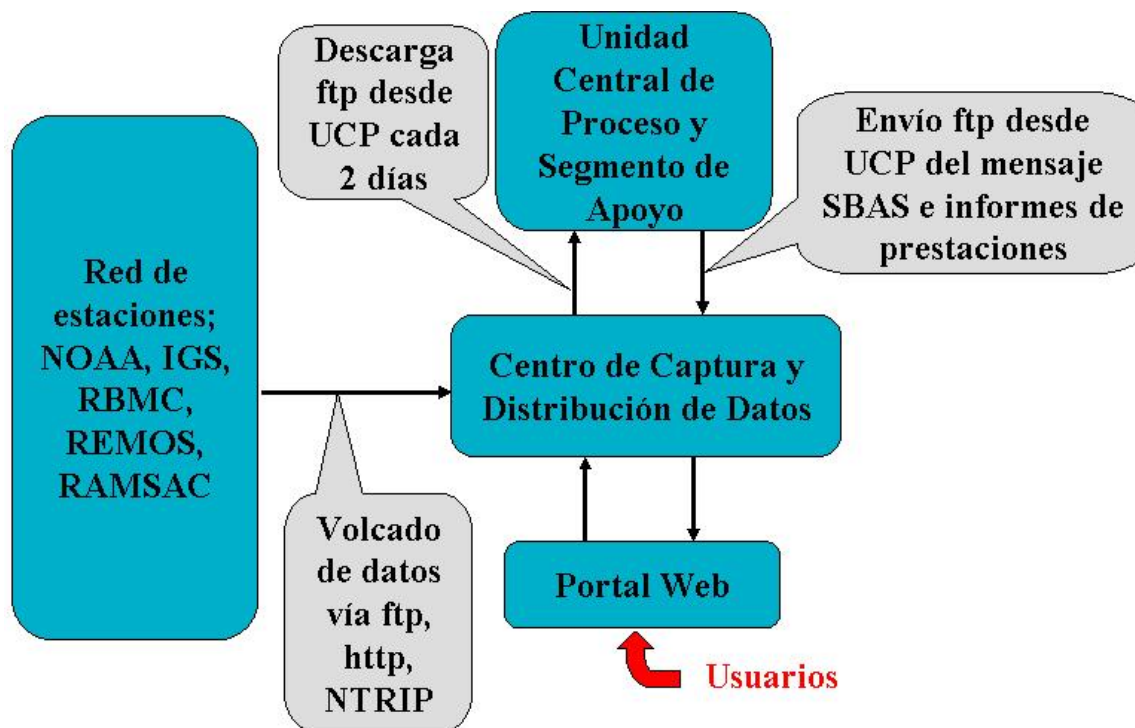 Descarga
ftp desde
UCP cada
2 días
Unidad
Central de
Proceso y
Segmento de
Apoyo
Envío ftp desde
UCP del mensaje
SBAS e informes de
prestaciones
Red de
estaciones;
NOAA, IGS,
RBMC,
REMOS,
RAMSAC
Centro de Captura y
Distribución de Datos
Volcado
de datos
vía ftp,
http,
NTRIP
Portal Web
Usuarios